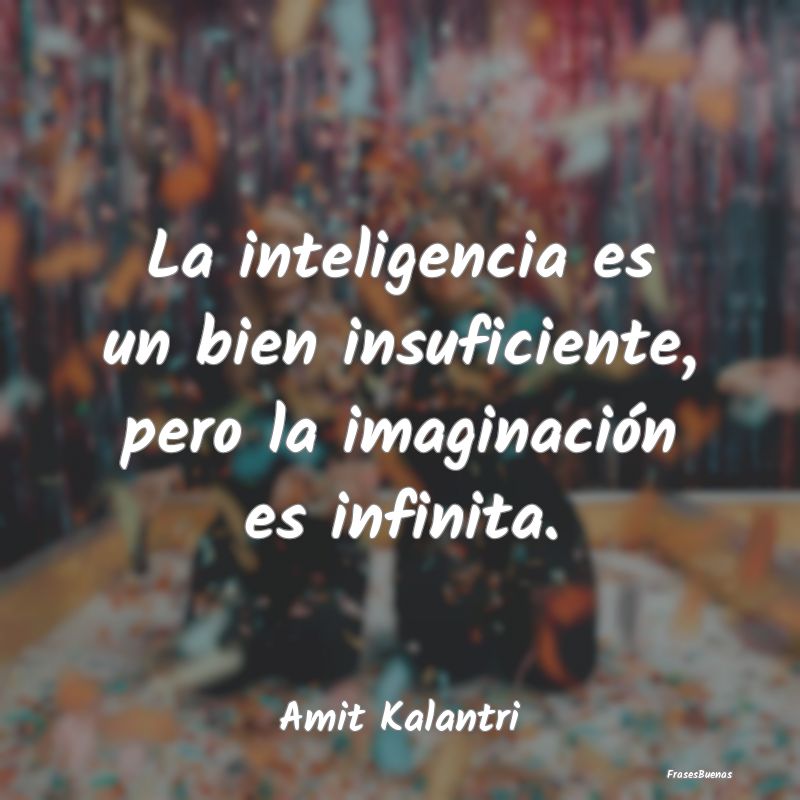 La inteligencia es
un bien insuficiente,
pero la imaginación
es infinita.
Amit Kalantri
FrasesBuenas